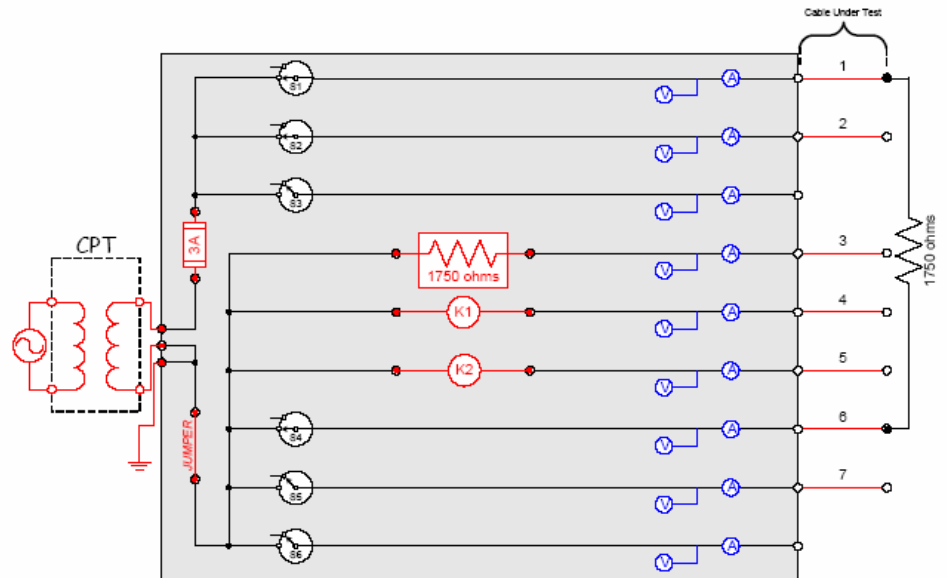 Cable Under Test
S1
V
A
1
S2
V
A
2
S3
V
A
3A
CPT
1750 ohms
V
A
3
1750 ohms
K1
V
A
4
K2
V
A
5
JUMPER
S4
V
A
6
S5
V
A
7
S6
V
A